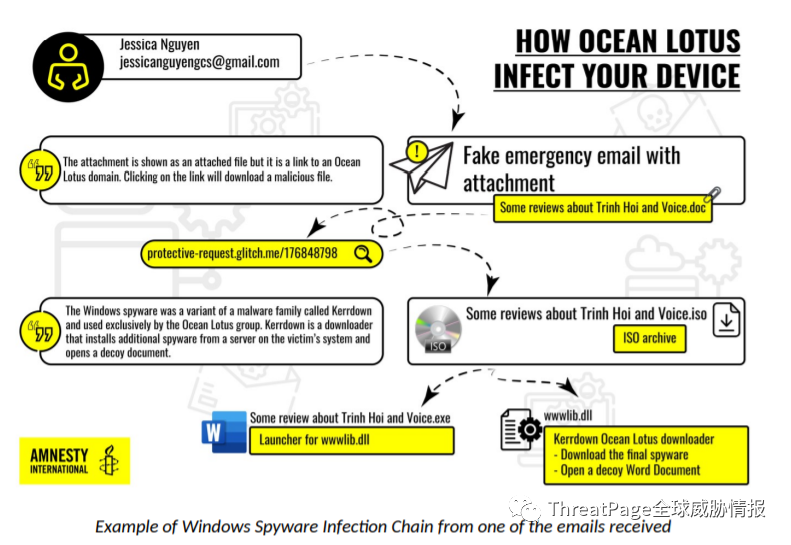 Jessica Nguyen
jessicanguyengcs@gmail.com
HOW OCEAN LOTUS
INFECT YOUR DEVICE
The attachment is shown as an attached file but it is a link to an Ocean
Lotus domain. Clicking on the link will download a malicious file.
!
Fake emergency email with
attachment
Some reviews about Trinh Hoi and Voice.doc
protective-request.glitch.me/176848798
The Windows spyware was a variant of a malware family called Kerrdown
and used exclusively by the Ocean Lotus group. Kerrdown is a downloader
that installs additional spyware from a server on the victim's system and
opens a decoy document.
Some reviews about Trinh Hoi and Voice.iso
ISO archive
ISO
Some review about Trinh Hoi and Voice.exe
Launcher for wwwlib.dll
W
wwwlib.dll
Kerrdown Ocean Lotus downloader
- Download the final spyware
- Open a decoy Word Document
AMNESTY
INTERNATIONAL
ThreatPage全球威胁情报
Example of Windows Spyware Infection Chain from one of the emails received